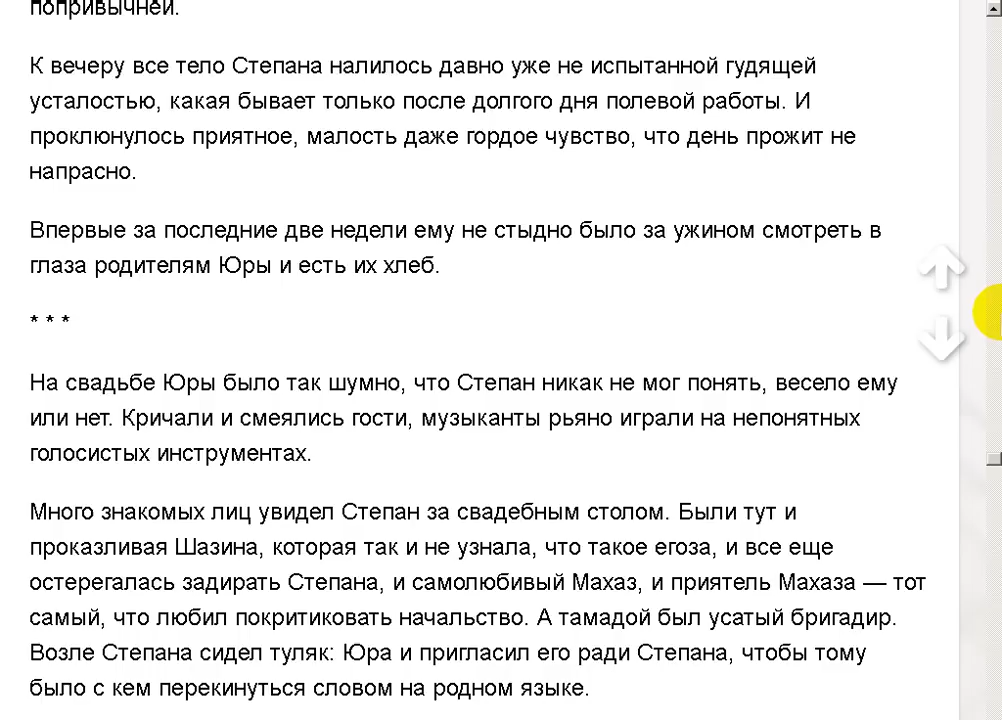 попривычней.
К вечеру все тело Степана налилось давно уже не испытанной гудящей
усталостью, какая бывает только после долгого дня полевой работы. И
проклюнулось приятное, малость даже гордое чувство, что день прожит не
напрасно.
Впервые за последние две недели ему не стыдно было за ужином смотреть в
глаза родителям Юры и есть их хлеб.
* * *
На свадьбе Юры было так шумно, что Степан никак не мог понять, весело ему
или нет. Кричали и смеялись гости, музыканты рьяно играли на непонятных
голосистых инструментах.
Много знакомых лиц увидел Степан за свадебным столом. Были тут и
проказливая Шазина, которая так и не узнала, что такое егоза, и все еще
остерегалась задирать Степана, и самолюбивый Махаз, и приятель Махаза — тот
самый, что любил покритиковать начальство. А тамадой был усатый бригадир.
Возле Степана сидел туляк: Юра и пригласил его ради Степана, чтобы тому
было с кем перекинуться словом на родном языке.